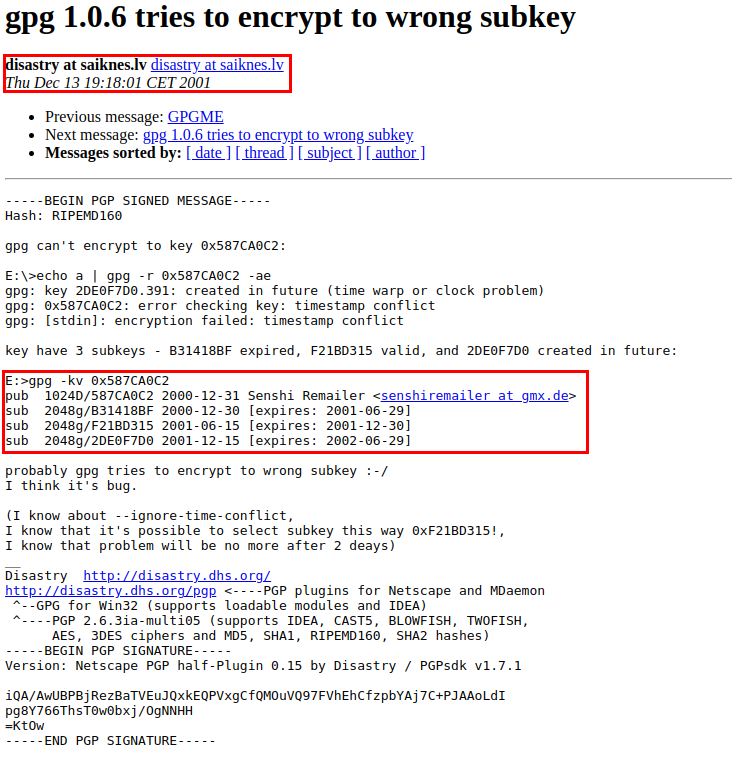 gpg 1.0.6 tries to encrypt to wrong subkey
disastry at saiknes.lv disastry at saiknes.lv
Thu Dec 13 19:18:01 CET 2001
Previous message: GPGME
Next message: gpg 1.0.6 tries to encrypt to wrong subkey
Messages sorted by: [ date ] [ thread ] [ subject ] [ author ]
-----BEGIN PGP SIGNED MESSAGE-----
Hash: RIPEMD160
gpg can't encrypt to key 0x587CA0C2:
E:\>echo a | gpg -r 0x587CA0C2 -ae
gpg: key 2DE0F7D0.391: created in future (time warp or clock problem)
gpg: 0x587CA0C2: error checking key: timestamp conflict
gpg: [stdin]: encryption failed: timestamp conflict
key have 3 subkeys - B31418BF expired, F21BD315 valid, and 2DE0F7D0 created in future:
E:>gpg -kv 0x587CA0C2
pub  1024D/587CA0C2 2000-12-31 Senshi Remailer <senshiremailer at gmx.de>
sub  2048g/B31418BF 2000-12-30 [expires: 2001-06-29]
sub  2048g/F21BD315 2001-06-15 [expires: 2001-12-30]
sub  2048g/2DE0F7D0 2001-12-15 [expires: 2002-06-29]
probably gpg tries to encrypt to wrong subkey :-/
I think it's bug.
(I know about --ignore-time-conflict,
I know that it's possible to select subkey this way 0xF21BD315!,
I know that problem will be no more after 2 deays)
__
Disastry  http://disastry.dhs.org/
http://disastry.dhs.org/pgp <----PGP plugins for Netscape and MDaemon
^--GPG for Win32 (supports loadable modules and IDEA)
^----PGP 2.6.3ia-multi05 (supports IDEA, CAST5, BLOWFISH, TWOFISH,
AES, 3DES ciphers and MD5, SHA1, RIPEMD160, SHA2 hashes)
-----BEGIN PGP SIGNATURE-----
Version: Netscape PGP half-Plugin 0.15 by Disastry / PGPsdk v1.7.1
iQA/AwUBPBjRezBaTVEuJQxkEQPVxgCfQMOuVQ97FVhEhCfzpbYAj7C+PJAAoLdI
pg8Y766ThsT0w0bxj/OgNNHH
=KtOw
-----END PGP SIGNATURE-----